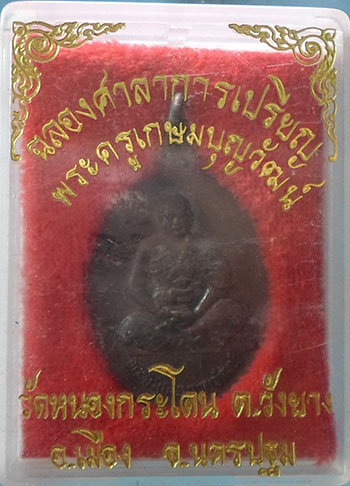 ฉลองศาลาการเปรียญ
พระครูเกษมบุญวัฒน์
วัดหนองกระโดน ต.วังยาง
อ.เมือง จ.นครปฐม